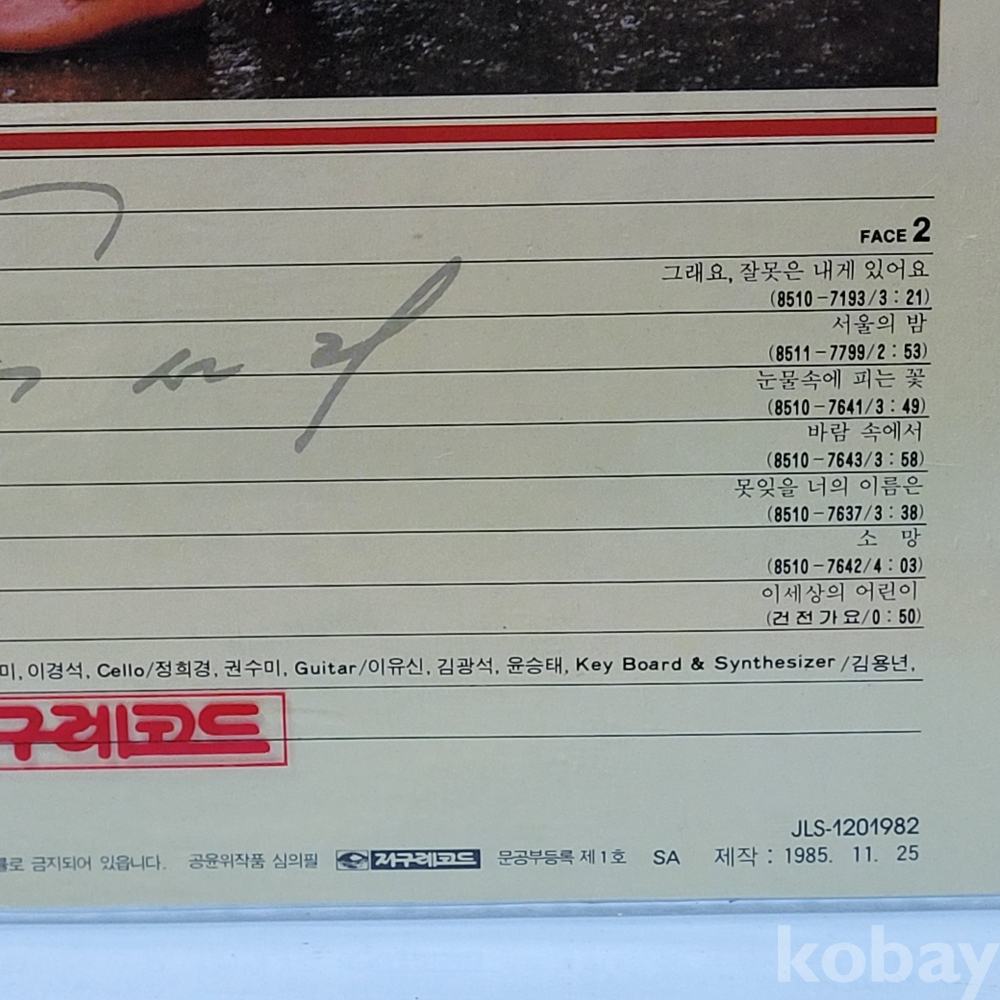 FACE 2
그래요, 잘못은 내게 있어요
(8510-7193/3:21)
서울의 밤
(8511-7799/2:53)
눈물속에 피는 꽃
(8510-7641/3:49)
바람 속에서
(8510-7643/3:58)
못잊을 너의 이름은
(8510-7637/3:38)
소 망
(8510-7642/4:03)
이세상의 어린이
(건전가요/0:50)
미, 이경석, Cello/정희경, 권수미, Guitar/이유신, 김광석, 윤승태, Key Board & Synthesizer/김용년,
구레코드
JLS-1201982
로 금지되어 있읍니다. 공윤위작품 심의필 지구레코드 문공부등록 제1호 SA 제작 : 1985. 11. 25
kobay